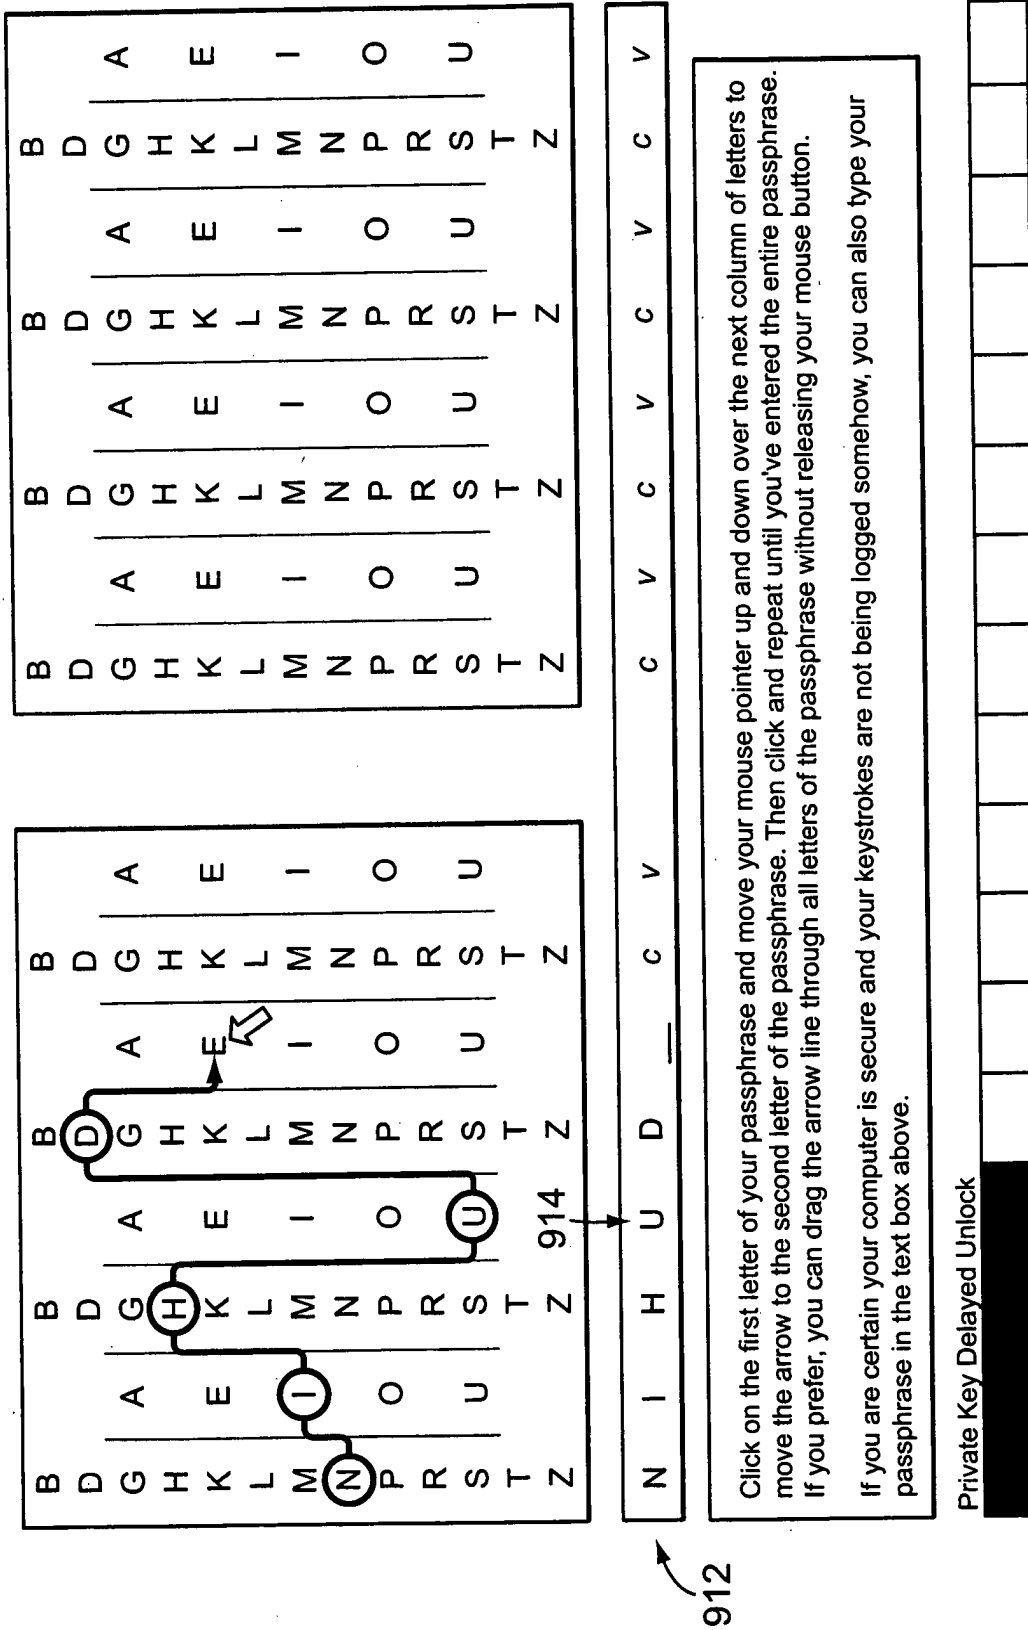 B B B B B B B B
D D D D D D D D
G A G A G A G A G A G A G A G A
H H H H H H H H
K E K E K E K E K E K E K E K E
L L L L L L L L
M I M I M I M I M I M I M I M I
N N N N N N N N
P O P O P O P O P O P O P O P O
R R R R R R R R
S U S U S U S U S U S U S U S U
T T T T T T T T
Z Z Z Z Z Z Z Z
914
N I H U D _ c v c v c v c v c v
912
Click on the first letter of your passphrase and move your mouse pointer up and down over the next column of letters to
move the arrow to the second letter of the passphrase. Then click and repeat until you've entered the entire passphrase.
If you prefer, you can drag the arrow line through all letters of the passphrase without releasing your mouse button.
If you are certain your computer is secure and your keystrokes are not being logged somehow, you can also type your
passphrase in the text box above.
Private Key Delayed Unlock